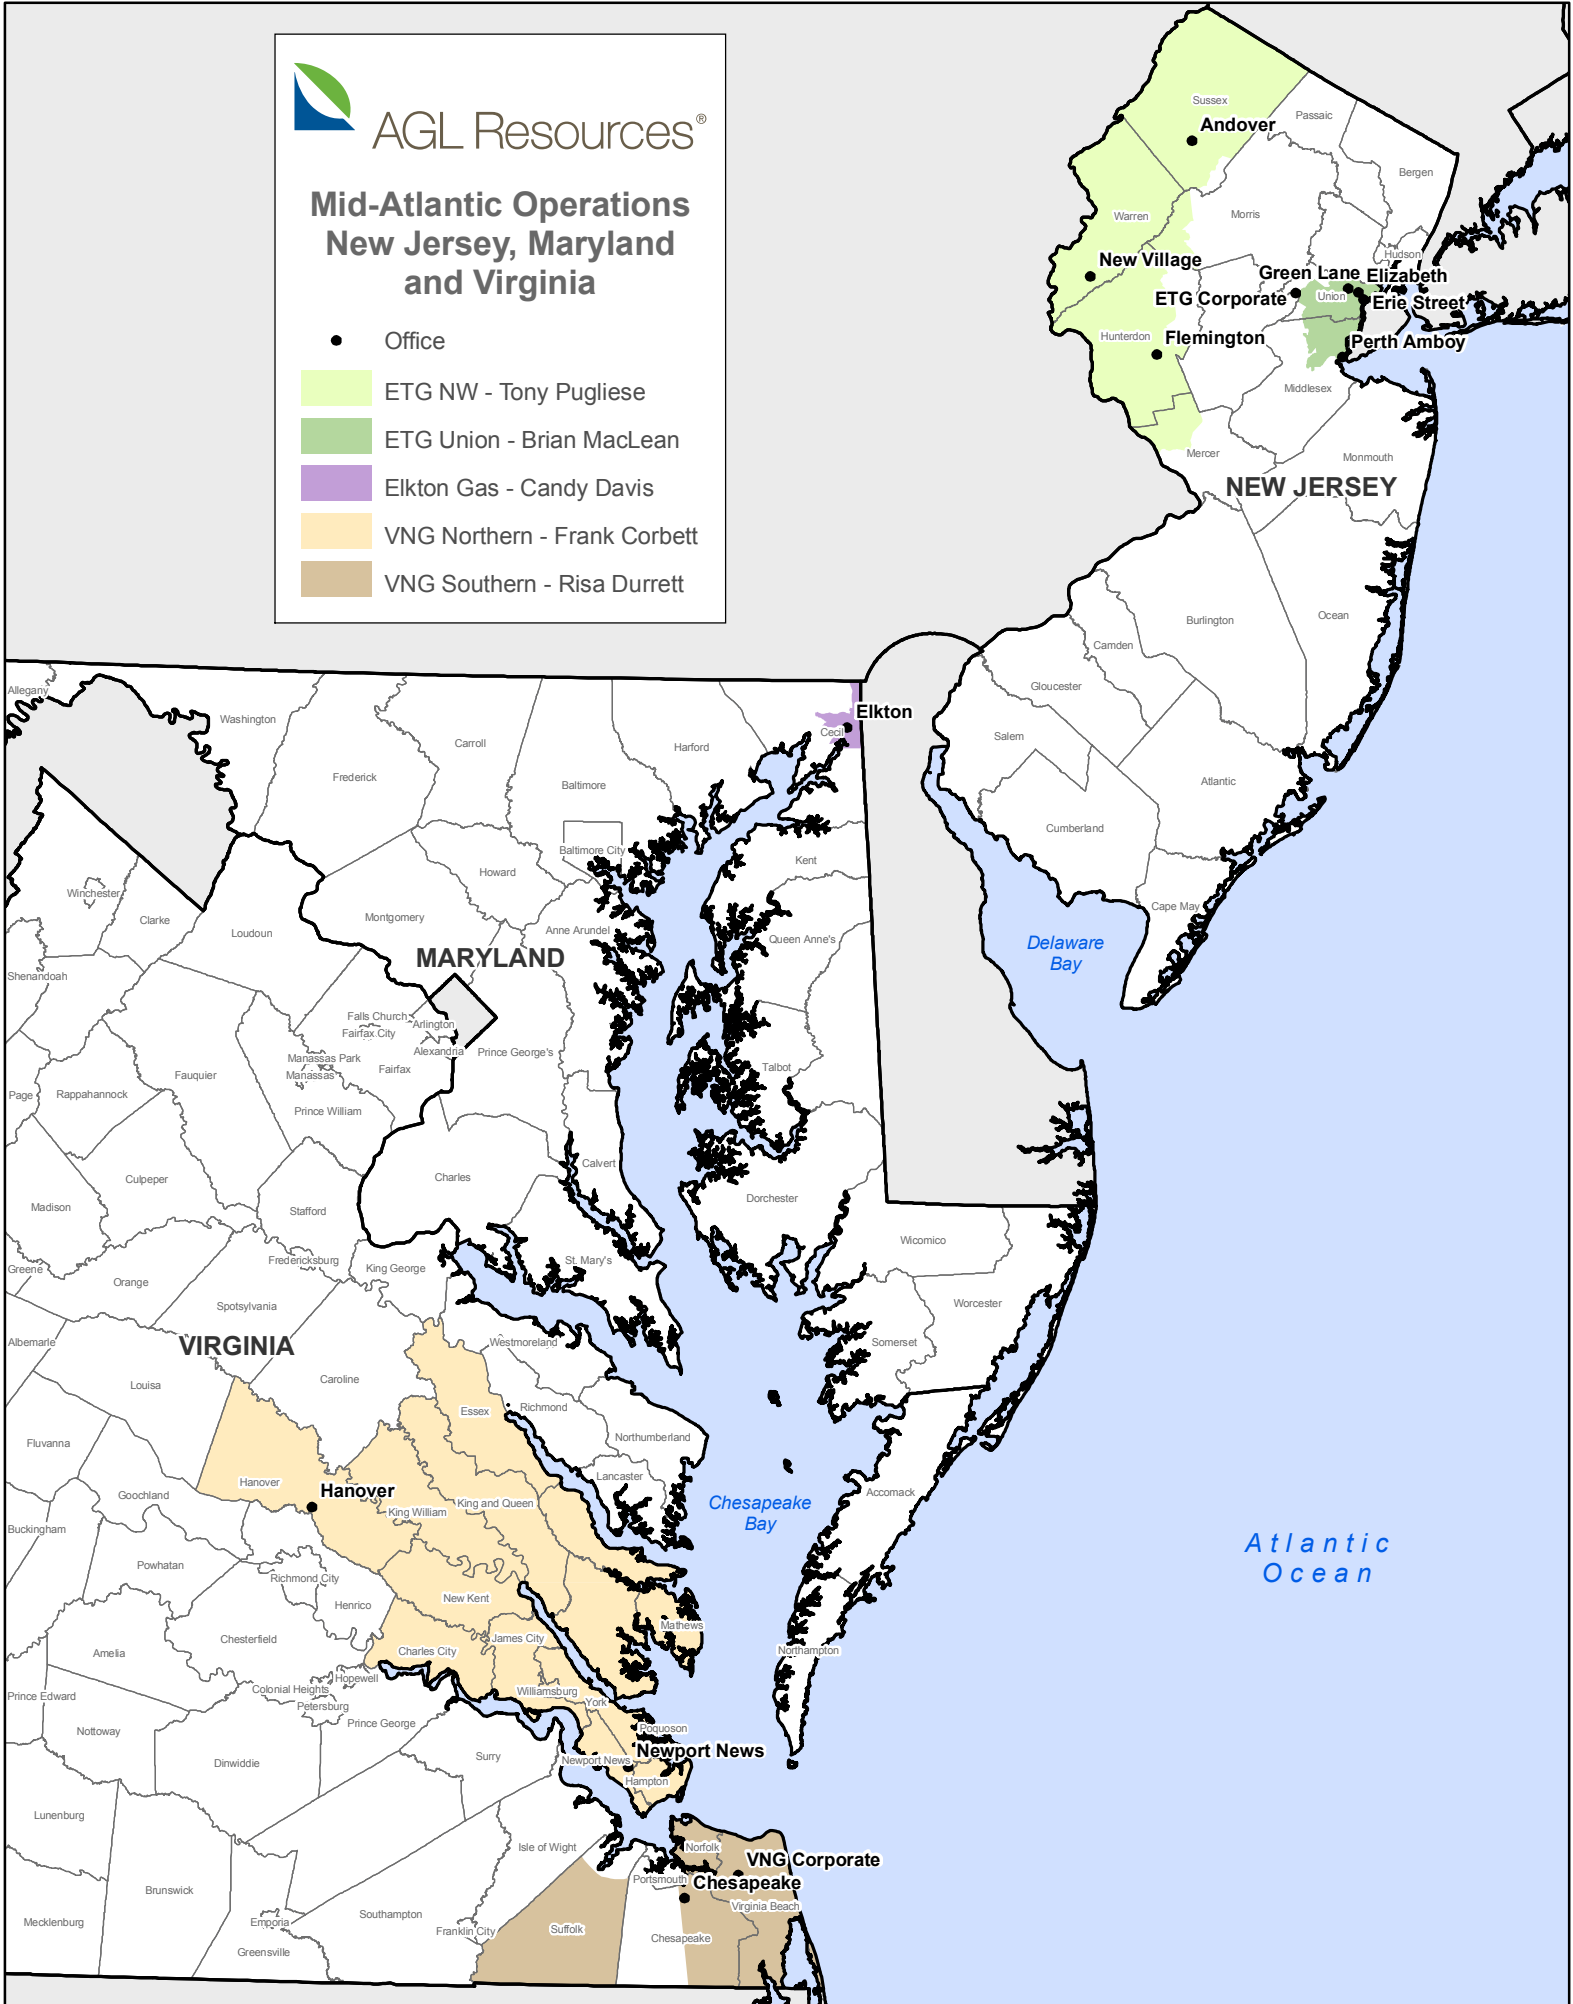 AGL Resources®
Mid-Atlantic Operations
New Jersey, Maryland
and Virginia
Office
ETG NW - Tony Pugliese
ETG Union - Brian MacLean
Elkton Gas - Candy Davis
VNG Northern - Frank Corbett
VNG Southern - Risa Durrett
Sussex
Andover
Passaic
Bergen
Warren
Morris
Hudson
New Village
Green Lane
Elizabeth
ETG Corporate
Union
Erie Street
Hunterdon
Flemington
Perth Amboy
Middlesex
Mercer
Monmouth
NEW JERSEY
Burlington
Ocean
Camden
Gloucester
Salem
Atlantic
Cumberland
Cape May
Delaware
Bay
Allegany
Washington
Frederick
Carroll
Baltimore
Harford
Cecil
Elkton
Baltimore City
Howard
Kent
Winchester
Clarke
Loudoun
Montgomery
Anne Arundel
Queen Anne's
MARYLAND
Shenandoah
Falls Church
Arlington
Fairfax City
Alexandria
Prince George's
Manassas Park
Manassas
Fairfax
Talbot
Page
Rappahannock
Fauquier
Prince William
Culpeper
Charles
Calvert
Madison
Stafford
Dorchester
Greene
Orange
Fredericksburg
King George
St. Mary's
Wicomico
Spotsylvania
Worcester
Albemarle
VIRGINIA
Westmoreland
Somerset
Louisa
Caroline
Essex
Richmond
Fluvanna
Northumberland
Hanover
Hanover
Goochland
Lancaster
King William
King and Queen
Accomack
Chesapeake
Bay
Buckingham
Powhatan
Richmond City
Henrico
New Kent
Atlantic
Ocean
Amelia
Chesterfield
Charles City
James City
Mathews
Northampton
Prince Edward
Colonial Heights
Hopewell
Petersburg
Williamsburg
York
Nottoway
Prince George
Poquoson
Dinwiddie
Surry
Newport News
Newport News
Hampton
Lunenburg
Isle of Wight
Norfolk
VNG Corporate
Portsmouth
Chesapeake
Brunswick
Virginia Beach
Mecklenburg
Emporia
Southampton
Franklin City
Suffolk
Chesapeake
Greensville